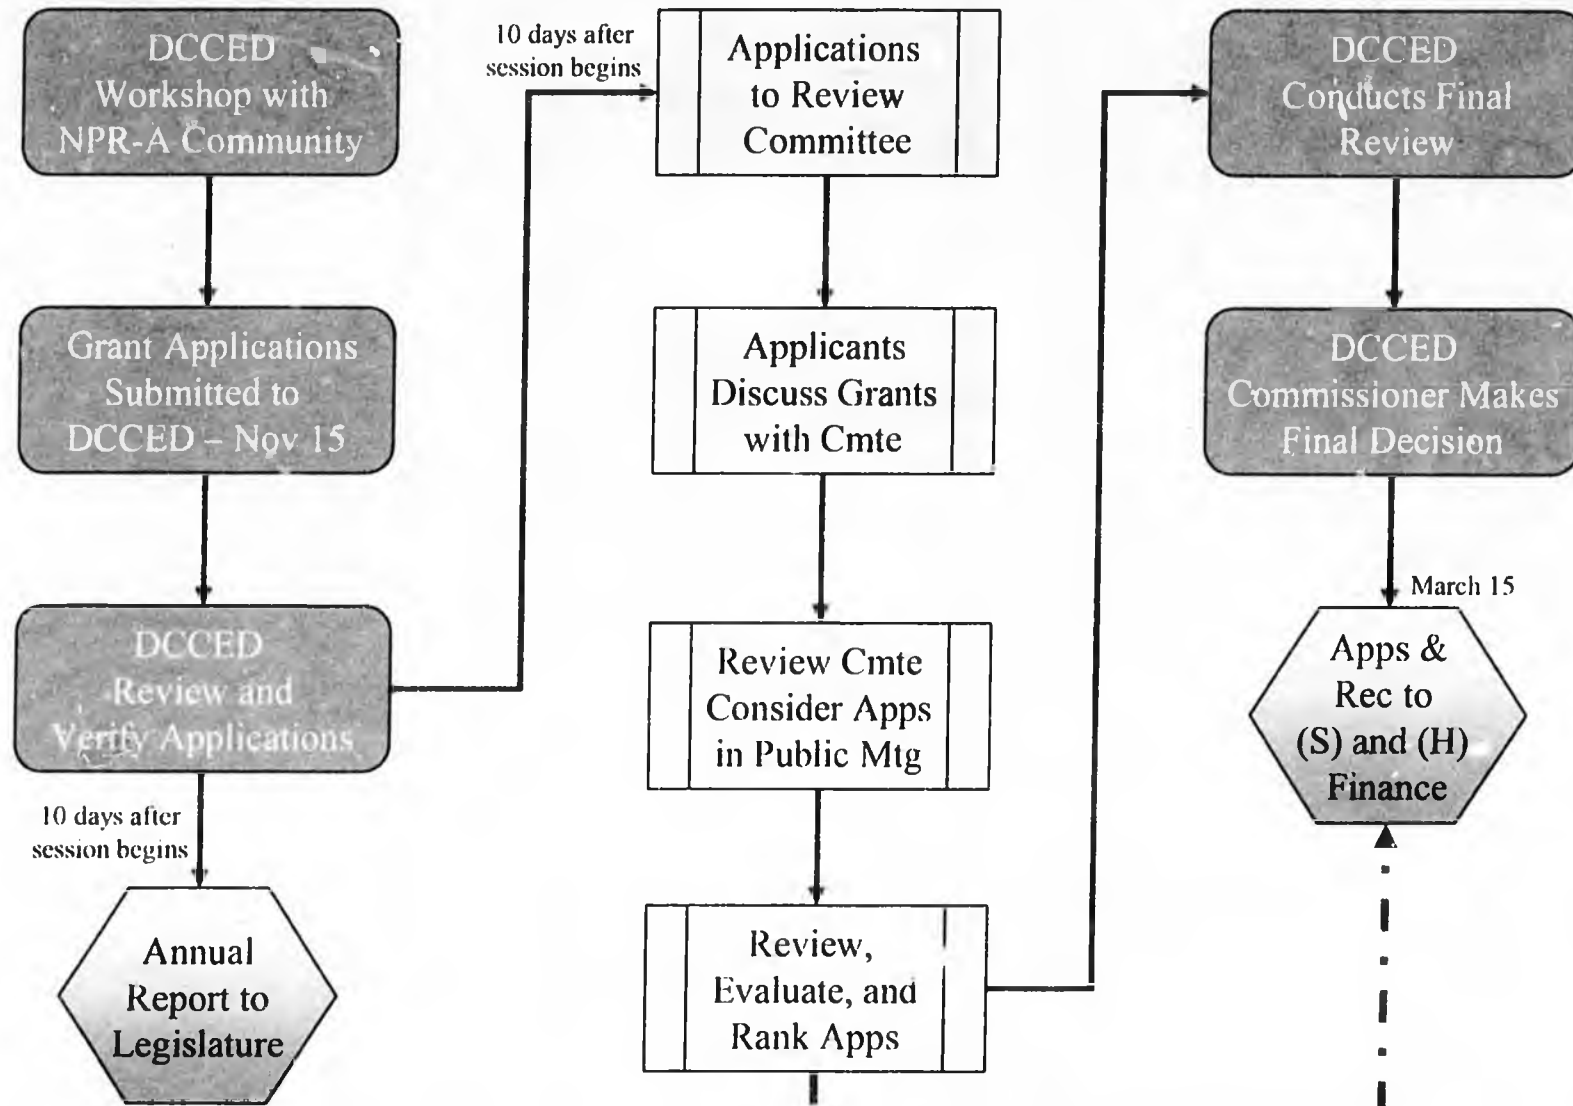 DCCED
Workshop with
NPR-A Community
Grant Applications
Submitted to
DCCED – Nov 15
DCCED
Review and
Verify Applications
10 days after
session begins
Annual
Report to
Legislature
10 days after
session begins
Applications
to Review
Committee
Applicants
Discuss Grants
with Cmte
Review Cmte
Consider Apps
in Public Mtg
Review,
Evaluate, and
Rank Apps
DCCED
Conducts Final
Review
DCCED
Commissioner Makes
Final Decision
March 15
Apps &
Rec to
(S) and (H)
Finance